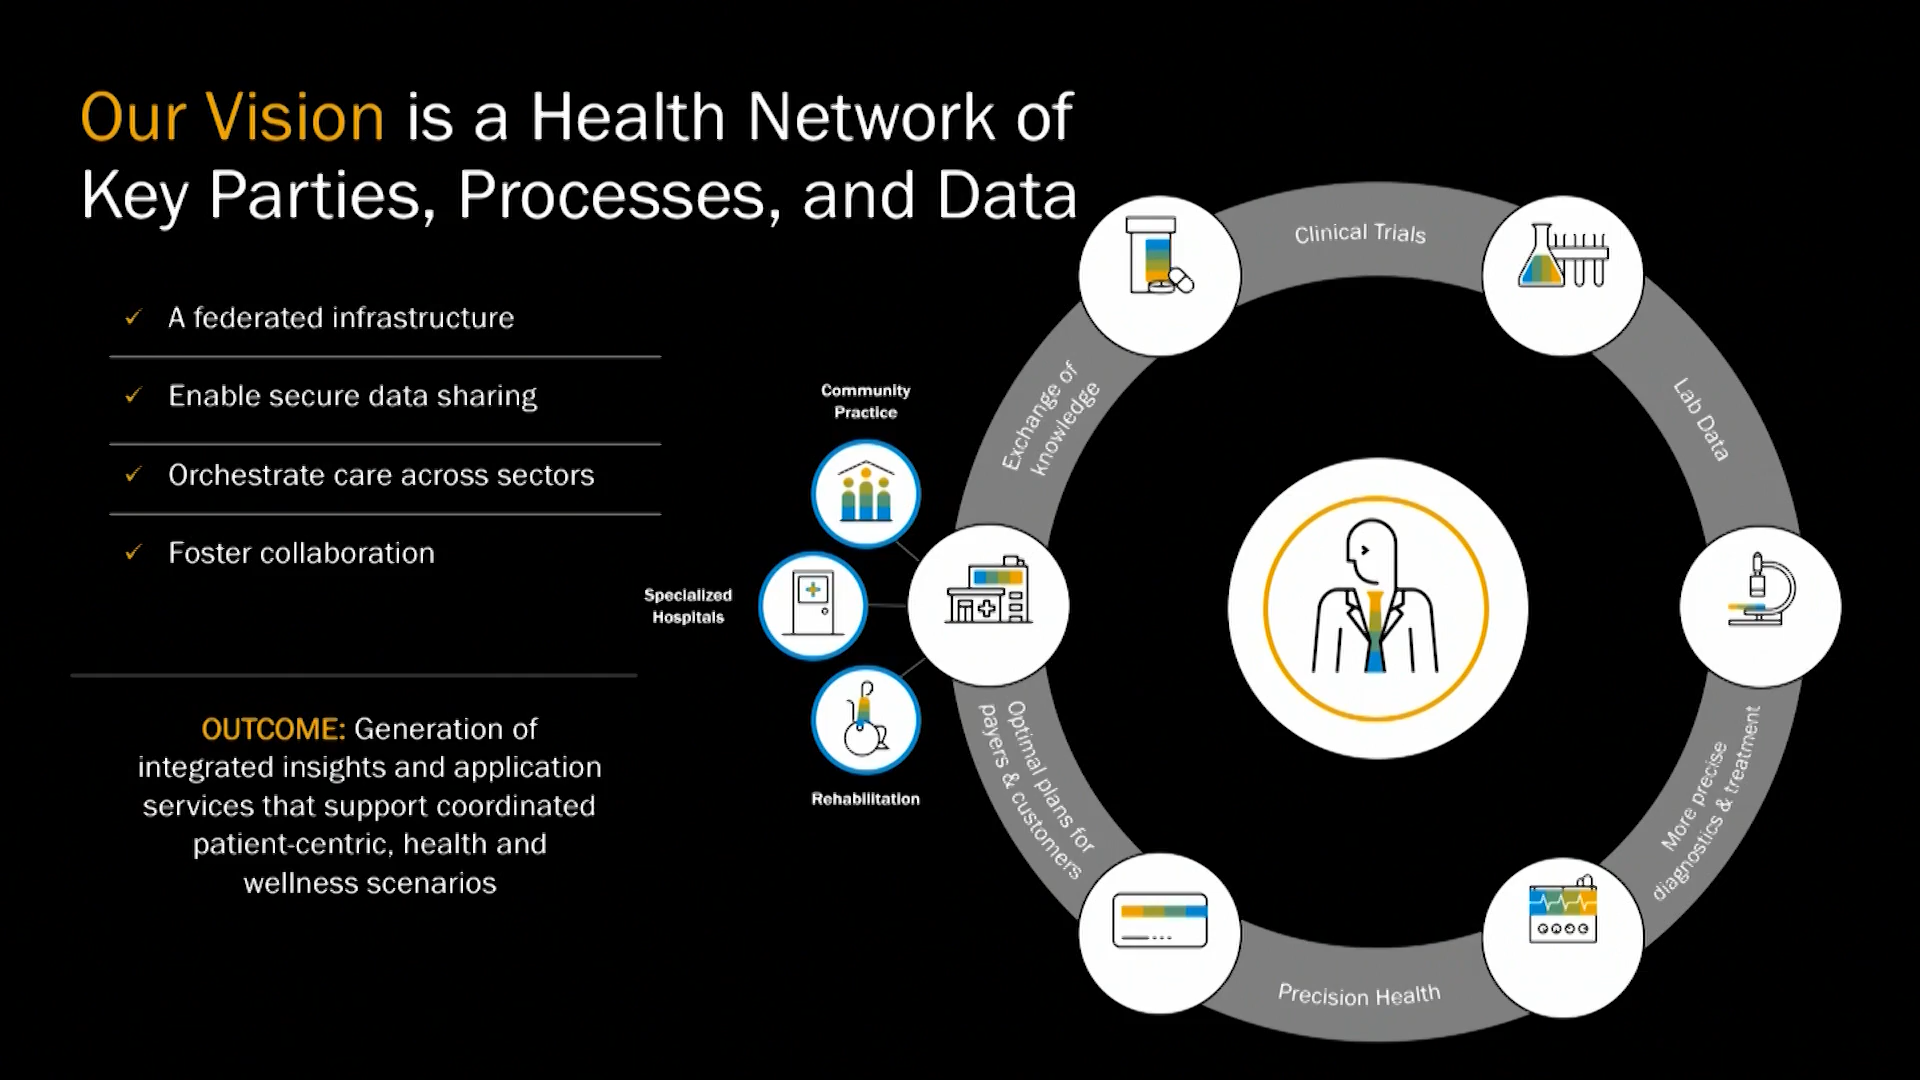 Our Vision is a Health Network of
Key Parties, Processes, and Data
✓ A federated infrastructure
✓ Enable secure data sharing
✓ Orchestrate care across sectors
✓ Foster collaboration
OUTCOME: Generation of
integrated insights and application
services that support coordinated
patient-centric, health and
wellness scenarios
Community
Practice
Specialized
Hospitals
Rehabilitation
Clinical Trials
Lab Data
More precise
diagnostics & treatment
Precision Health
Optimal plans for
payers & customers
Exchange of
knowledge